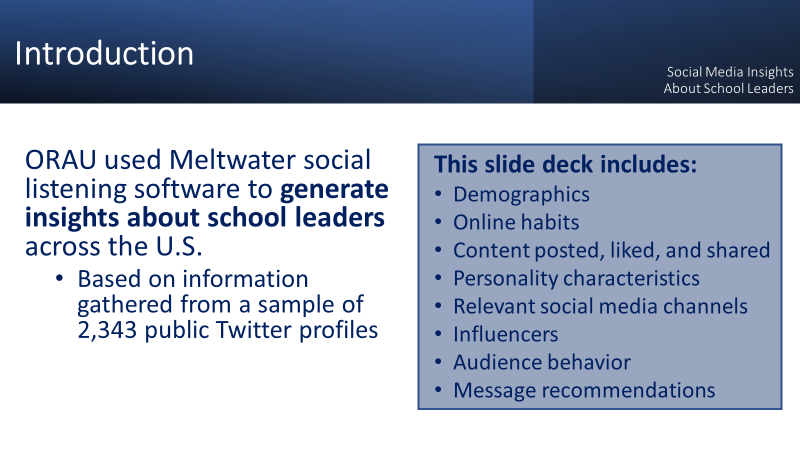 Introduction
Social Media Insights
About School Leaders
ORAU used Meltwater social
listening software to generate
insights about school leaders
across the U.S.
• Based on information
gathered from a sample of
2,343 public Twitter profiles
This slide deck includes:
• Demographics
• Online habits
• Content posted, liked, and shared
• Personality characteristics
• Relevant social media channels
• Influencers
• Audience behavior
• Message recommendations